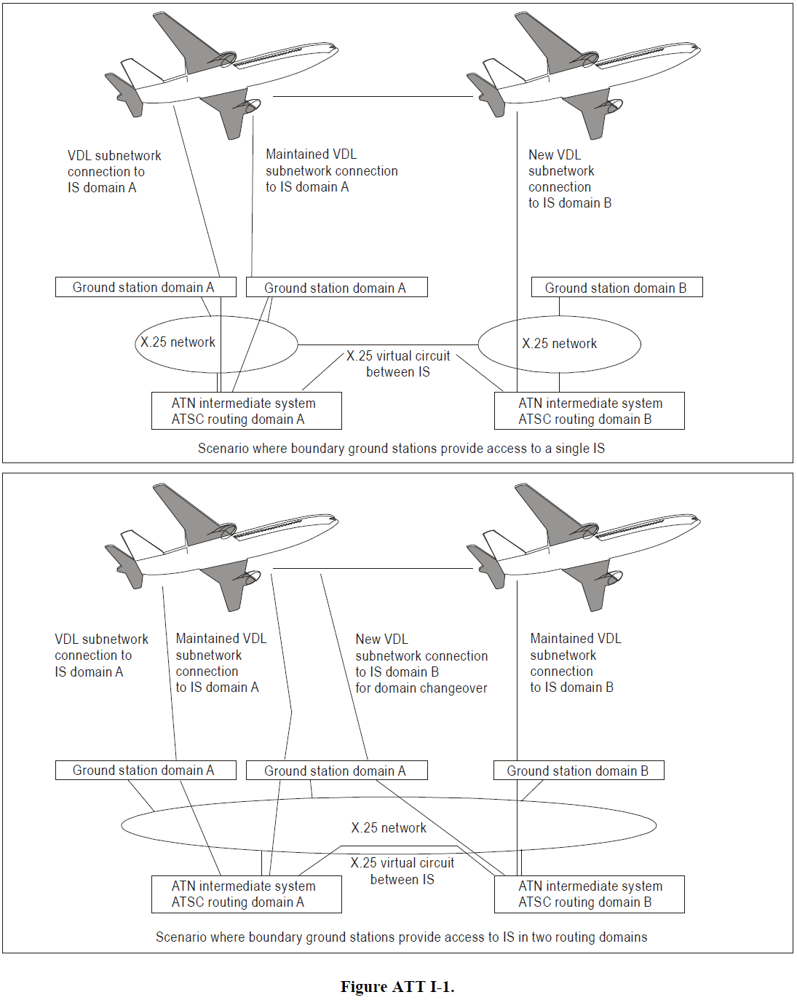 VDL subnetwork
connection to
IS domain A
Maintained VDL
subnetwork connection
to IS domain A
New VDL
subnetwork
connection
to IS domain B
Ground station domain A
Ground station domain A
Ground station domain B
X.25 network
X.25 network
X.25 virtual circuit
between IS
ATN intermediate system
ATSC routing domain A
ATN intermediate system
ATSC routing domain B
Scenario where boundary ground stations provide access to a single IS
VDL subnetwork
connection to
IS domain A
Maintained VDL
subnetwork
connection
to IS domain A
New VDL
subnetwork connection
to IS domain B
for domain changeover
Maintained VDL
subnetwork
connection
to IS domain B
Ground station domain A
Ground station domain A
Ground station domain B
X.25 network
X.25 virtual circuit
between IS
ATN intermediate system
ATSC routing domain A
ATN intermediate system
ATSC routing domain B
Scenario where boundary ground stations provide access to IS in two routing domains
Figure ATT I-1.